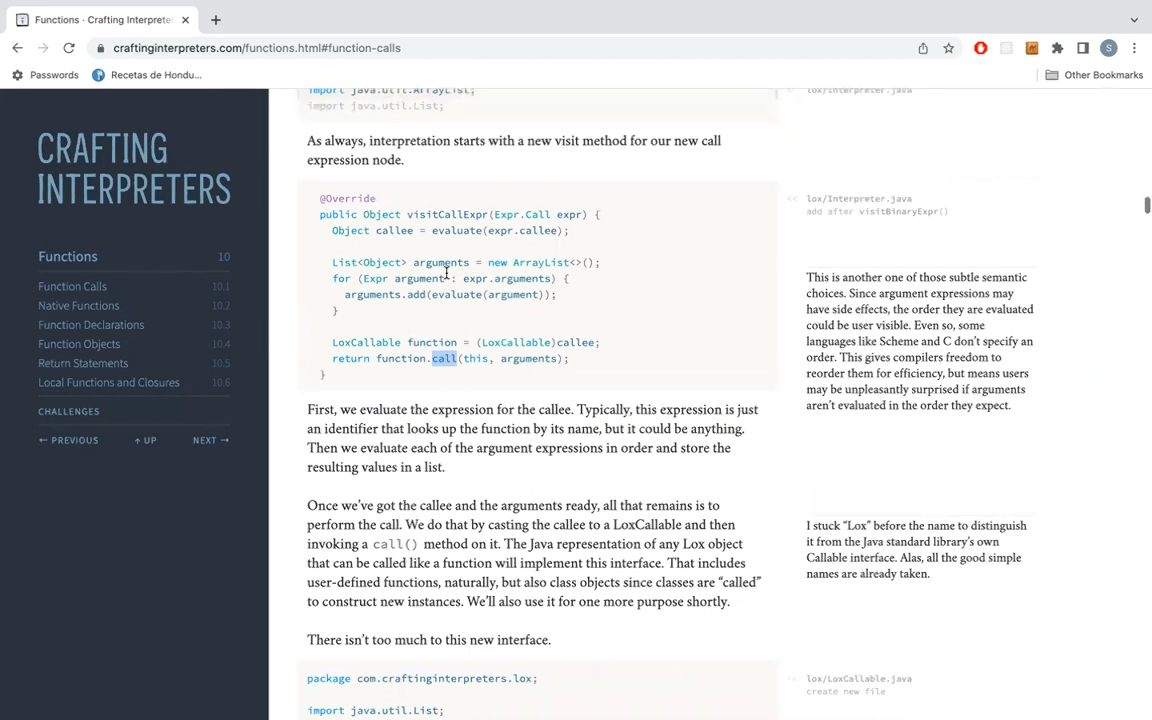 Functions · Crafting Interprete
craftinginterpreters.com/functions.html#function-calls
S
Passwords
Recetas de Hondu...
Other Bookmarks
CRAFTING
INTERPRETERS
Functions 10
Function Calls 10.1
Native Functions 10.2
Function Declarations 10.3
Function Objects 10.4
Return Statements 10.5
Local Functions and Closures 10.6
CHALLENGES
← PREVIOUS ↑ UP NEXT →
import java.util.ArrayList;
import java.util.List;
lox/Interpreter.java
As always, interpretation starts with a new visit method for our new call
expression node.
@Override
public Object visitCallExpr(Expr.Call expr) {
Object callee = evaluate(expr.callee);
List<Object> arguments = new ArrayList<>();
for (Expr argument : expr.arguments) {
arguments.add(evaluate(argument));
}
LoxCallable function = (LoxCallable)callee;
return function.call(this, arguments);
}
<< lox/Interpreter.java
add after visitBinaryExpr()
This is another one of those subtle semantic
choices. Since argument expressions may
have side effects, the order they are evaluated
could be user visible. Even so, some
languages like Scheme and C don’t specify an
order. This gives compilers freedom to
reorder them for efficiency, but means users
may be unpleasantly surprised if arguments
aren’t evaluated in the order they expect.
First, we evaluate the expression for the callee. Typically, this expression is just
an identifier that looks up the function by its name, but it could be anything.
Then we evaluate each of the argument expressions in order and store the
resulting values in a list.
Once we’ve got the callee and the arguments ready, all that remains is to
perform the call. We do that by casting the callee to a LoxCallable and then
invoking a call() method on it. The Java representation of any Lox object
that can be called like a function will implement this interface. That includes
user-defined functions, naturally, but also class objects since classes are “called”
to construct new instances. We’ll also use it for one more purpose shortly.
I stuck “Lox” before the name to distinguish
it from the Java standard library’s own
Callable interface. Alas, all the good simple
names are already taken.
There isn’t too much to this new interface.
package com.craftinginterpreters.lox;
import java.util.List;
<< lox/LoxCallable.java
create new file